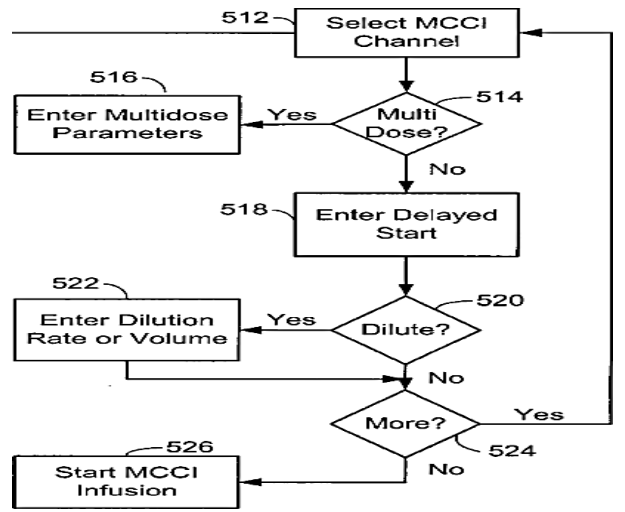 512
Select MCCI
Channel
516
514
Enter Multidose
Parameters
Yes
Multi
Dose?
No
518
Enter Delayed
Start
522
520
Enter Dilution
Rate or Volume
Yes
Dilute?
No
More?
Yes
524
526
No
Start MCCI
Infusion